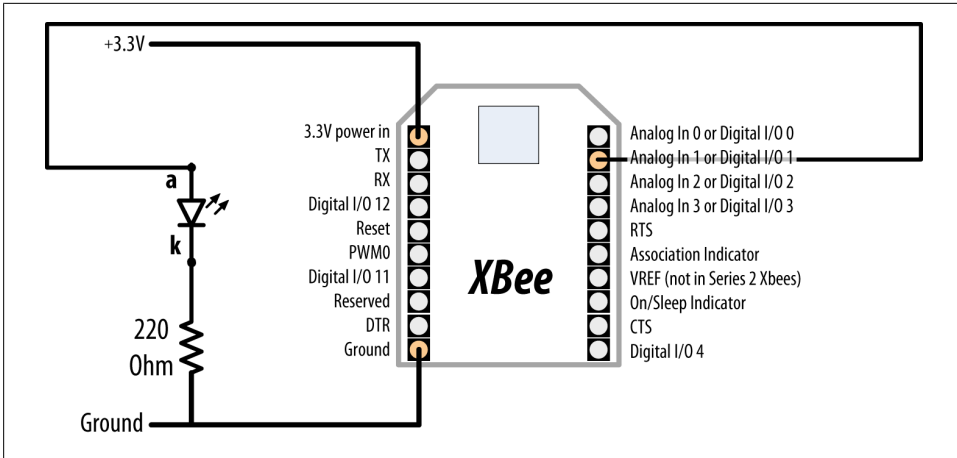 +3.3V
3.3V power in
TX
RX
Digital I/O 12
Reset
PWM0
Digital I/O 11
Reserved
DTR
Ground
XBee
Analog In 0 or Digital I/O 0
Analog In 1 or Digital I/O 1
Analog In 2 or Digital I/O 2
Analog In 3 or Digital I/O 3
RTS
Association Indicator
VREF (not in Series 2 Xbees)
On/Sleep Indicator
CTS
Digital I/O 4
a
k
220
Ohm
Ground